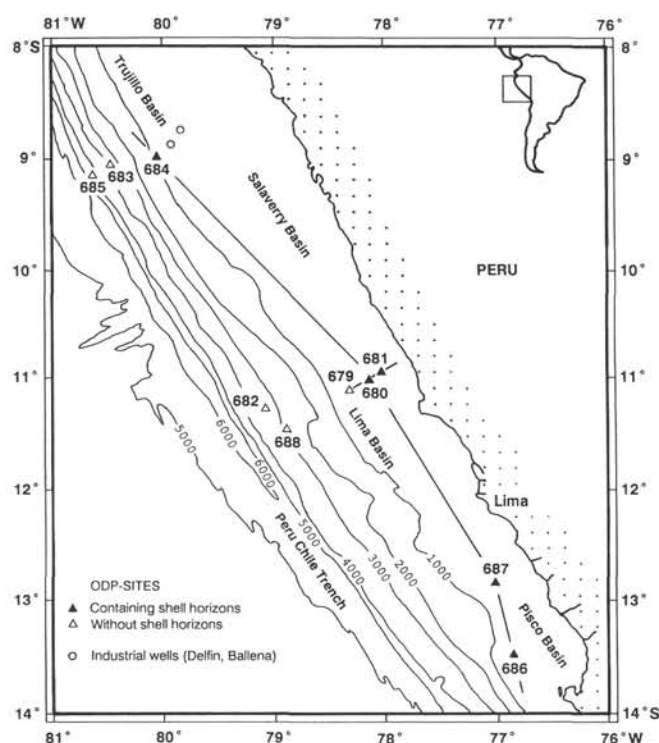 81°W 80° 79° 78° 77° 76°
8°S 8°
Trujillo Basin
684
683
685
9° 9°
Salaverry Basin
PERU
10° 10°
681
679
680
11° 11°
682
688
Lima Basin
5000
6000
6000
5000
4000
3000
2000
1000
Peru Chile Trench
Lima
12° 12°
687
13° 13°
Pisco Basin
686
ODP-SITES
Containing shell horizons
Without shell horizons
Industrial wells (Delfin, Ballena)
14° 14°S
81° 80° 79° 78° 77° 76°W